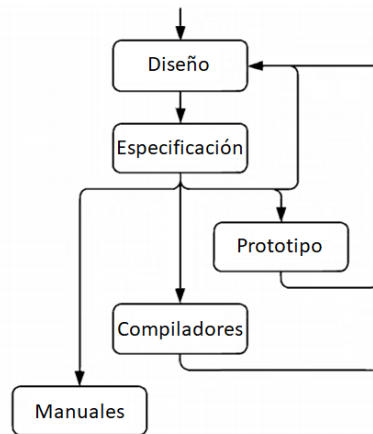 Diseño
Especificación
Prototipo
Compiladores
Manuales